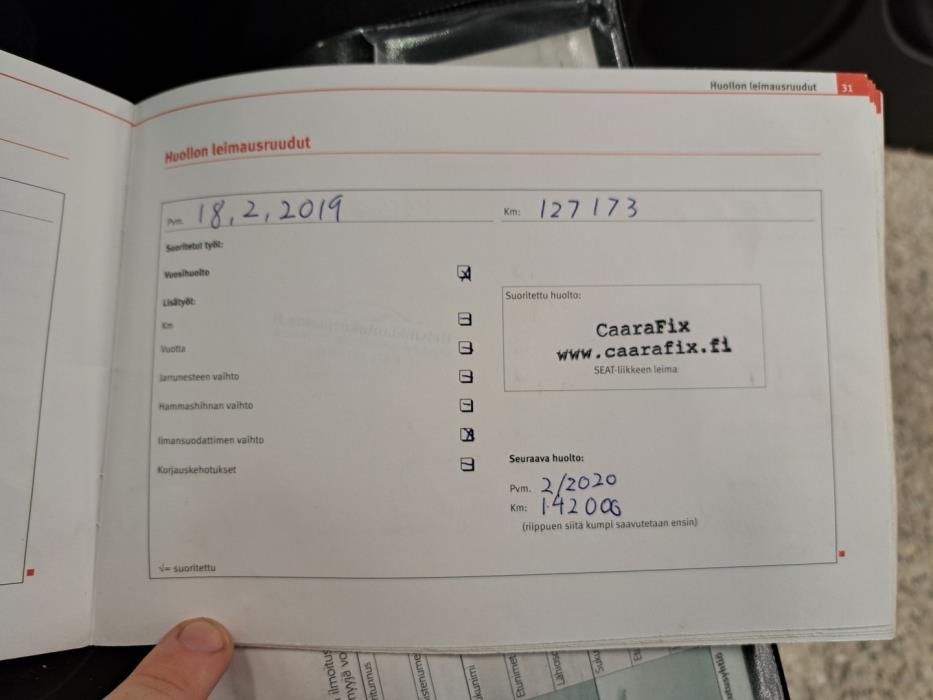 Huollon leimausruudut 31
Huollon leimausruudut
Pvm. 18,2,2019 Km: 127173
Suoritetut työt:
Vuosihuolto
Lisätyöt:
Km
Vuotta
Jarrunesteen vaihto
Hammashihnan vaihto
Ilmansuodattimen vaihto
Korjauskehotukset
√= suoritettu
Suoritettu huolto:
CaaraFix
www.caarafix.fi
SEAT-liikkeen leima
Seuraava huolto:
Pvm. 2/2020
Km: 142000
(riippuen siitä kumpi saavutetaan ensin)
ilmoitus